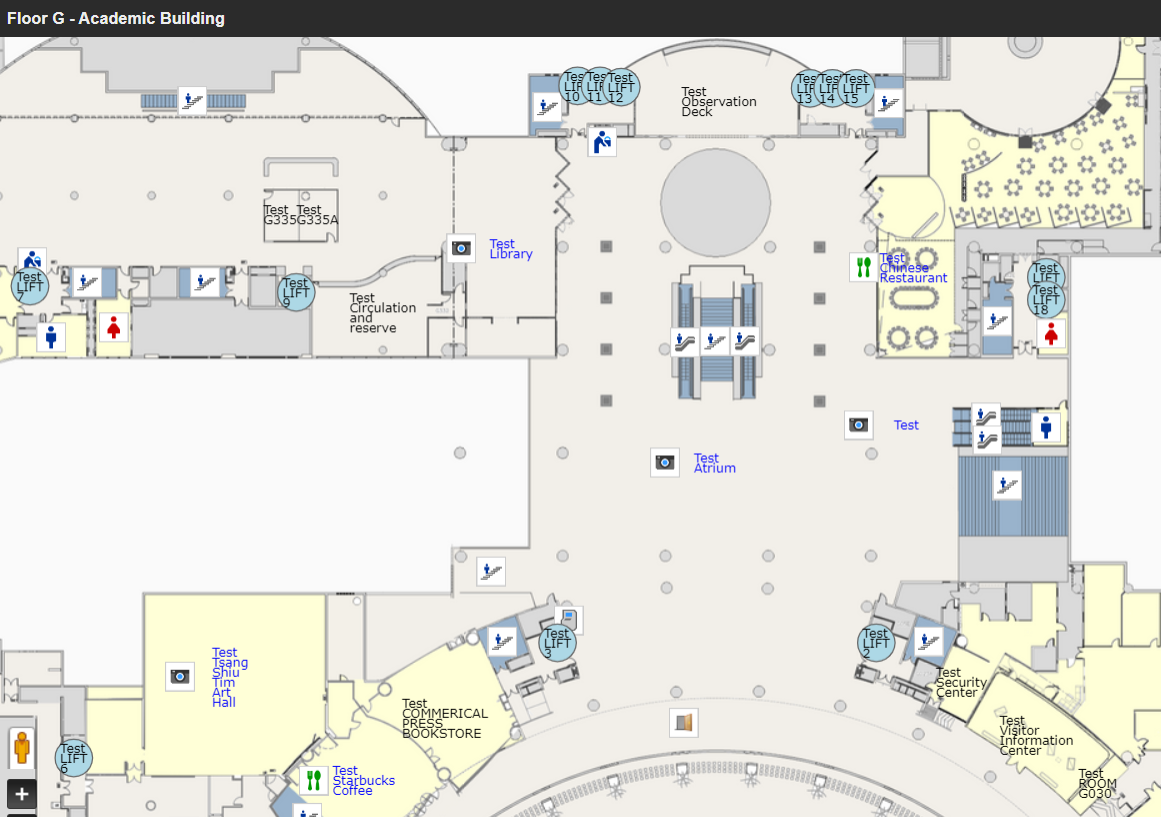 Floor G - Academic Building
Test
LIFT
10
Test
LIFT
11
Test
LIFT
12
Test
Observation
Deck
Test
LIFT
13
Test
LIFT
14
Test
LIFT
15
Test
G335
Test
G335A
Test
Library
Test
Chinese
Restaurant
Test
LIFT
7
Test
LIFT
9
Test
Circulation
and
reserve
Test
LIFT
Test
LIFT
18
Test
Test
Atrium
Test
LIFT
3
Test
LIFT
2
Test
Tsang
Shiu
Tim
Art
Hall
Test
Security
Center
Test
COMMERICAL
PRESS
BOOKSTORE
Test
Visitor
Information
Center
Test
LIFT
6
Test
Starbucks
Coffee
Test
ROOM
G030
+